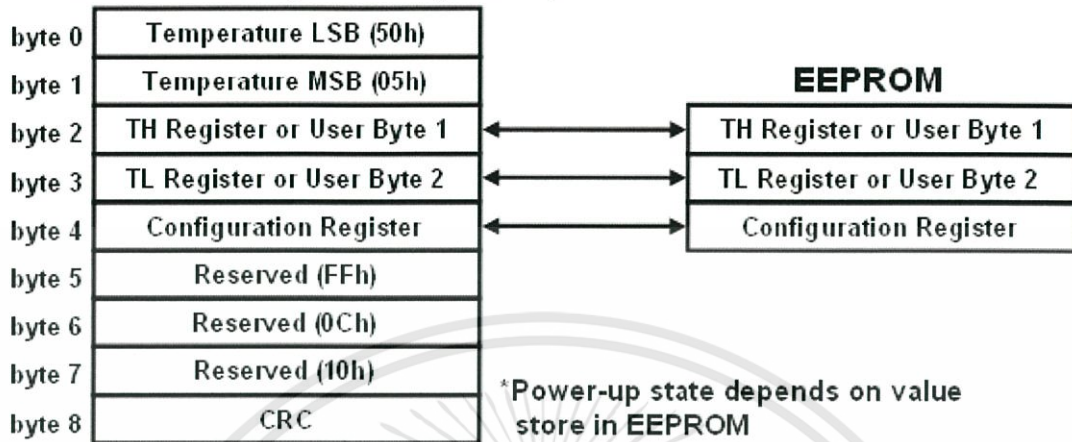 byte 0 Temperature LSB (50h)
byte 1 Temperature MSB (05h)
EEPROM
byte 2 TH Register or User Byte 1 TH Register or User Byte 1
byte 3 TL Register or User Byte 2 TL Register or User Byte 2
byte 4 Configuration Register Configuration Register
byte 5 Reserved (FFh)
byte 6 Reserved (0Ch)
byte 7 Reserved (10h)
byte 8 CRC
*Power-up state depends on value
store in EEPROM